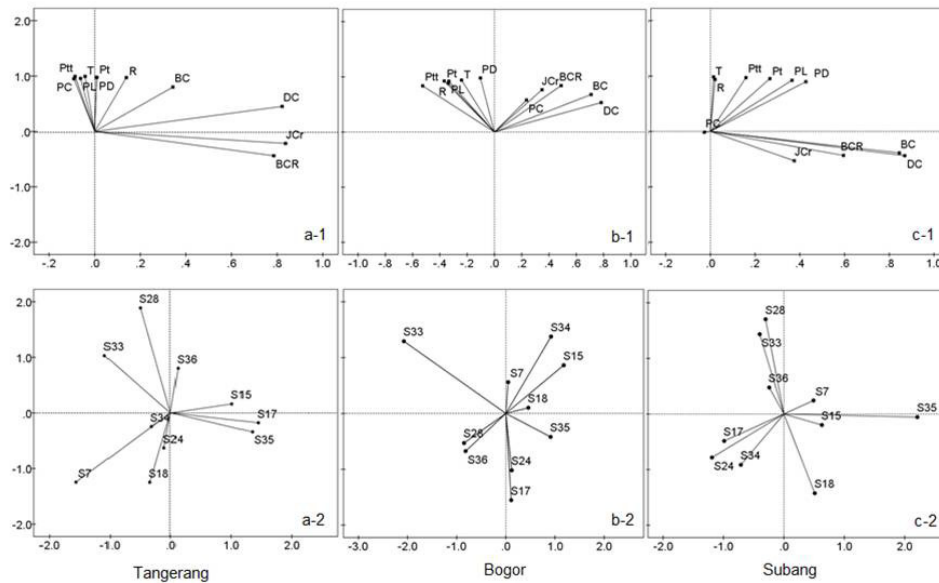 2.0 1.0 0.0 -1.0 -2.0
Ptt T Pt R BC
PC PL PD
DC
JCr
BCR
a-1
-.2 .0 .2 .4 .6 .8 1.0
Ptt Pt T PD JCr BCR
R PL PC BC
DC
b-1
-1.0 -.8 -.6 -.4 -.2 .0 .2 .4 .6 .8 1.0
T Ptt Pt PL PD
R
PC
BC
JCr BCR DC
c-1
-.2 .0 .2 .4 .6 .8 1.0
2.0 1.0 .0 -1.0 -2.0
S28
S33
S36
S15
S34 S17
S24 S35
S7 S18
a-2
-2.0 -1.0 .0 1.0 2.0
S33 S34
S7 S15
S18
S28 S35
S36 S24
S17
b-2
-3.0 -2.0 -1.0 .0 1.0 2.0
S28
S33
S36
S7
S15 S35
S17
S24 S34
S18
c-2
-2.0 -1.0 .0 1.0 2.0
Tangerang Bogor Subang